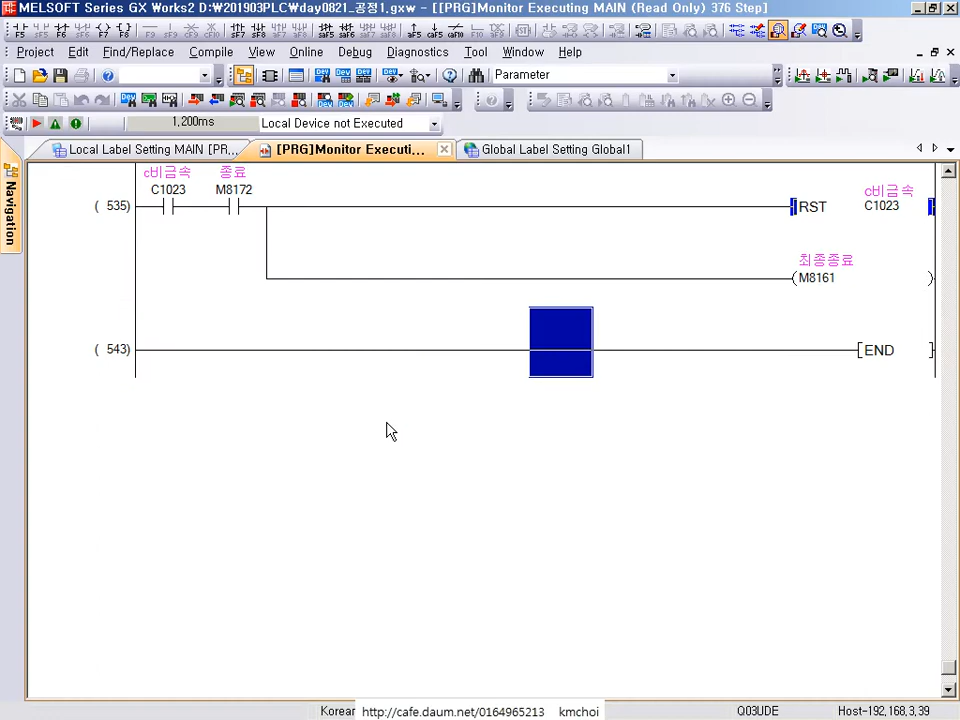 MELSOFT Series GX Works2 D:₩201903PLC₩day0821_공정1.gxw - [[PRG]Monitor Executing MAIN (Read Only) 376 Step]
Project Edit Find/Replace Compile View Online Debug Diagnostics Tool Window Help
Parameter
1,200ms Local Device not Executed
Local Label Setting MAIN [PR... [PRG]Monitor Executi... Global Label Setting Global1
Navigation
c비금속 종료 c비금속
C1023 M8172
( 535) RST C1023
최종종료
M8161
( 543) END
Korean http://cafe.daum.net/0164965213 kmchoi Q03UDE Host-192,168,3,39